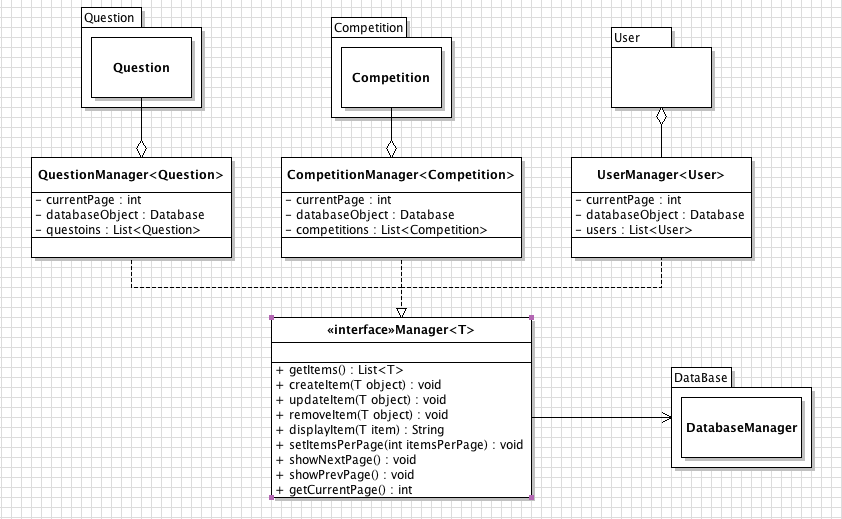 Question
Question
Competition
Competition
User
QuestionManager<Question>
- currentPage : int
- databaseObject : Database
- questoins : List<Question>
CompetitionManager<Competition>
- currentPage : int
- databaseObject : Database
- competitions : List<Competition>
UserManager<User>
- currentPage : int
- databaseObject : Database
- users : List<User>
«interface»Manager<T>
+ getItems() : List<T>
+ createItem(T object) : void
+ updateItem(T object) : void
+ removeItem(T object) : void
+ displayItem(T item) : String
+ setItemsPerPage(int itemsPerPage) : void
+ showNextPage() : void
+ showPrevPage() : void
+ getCurrentPage() : int
DataBase
DatabaseManager